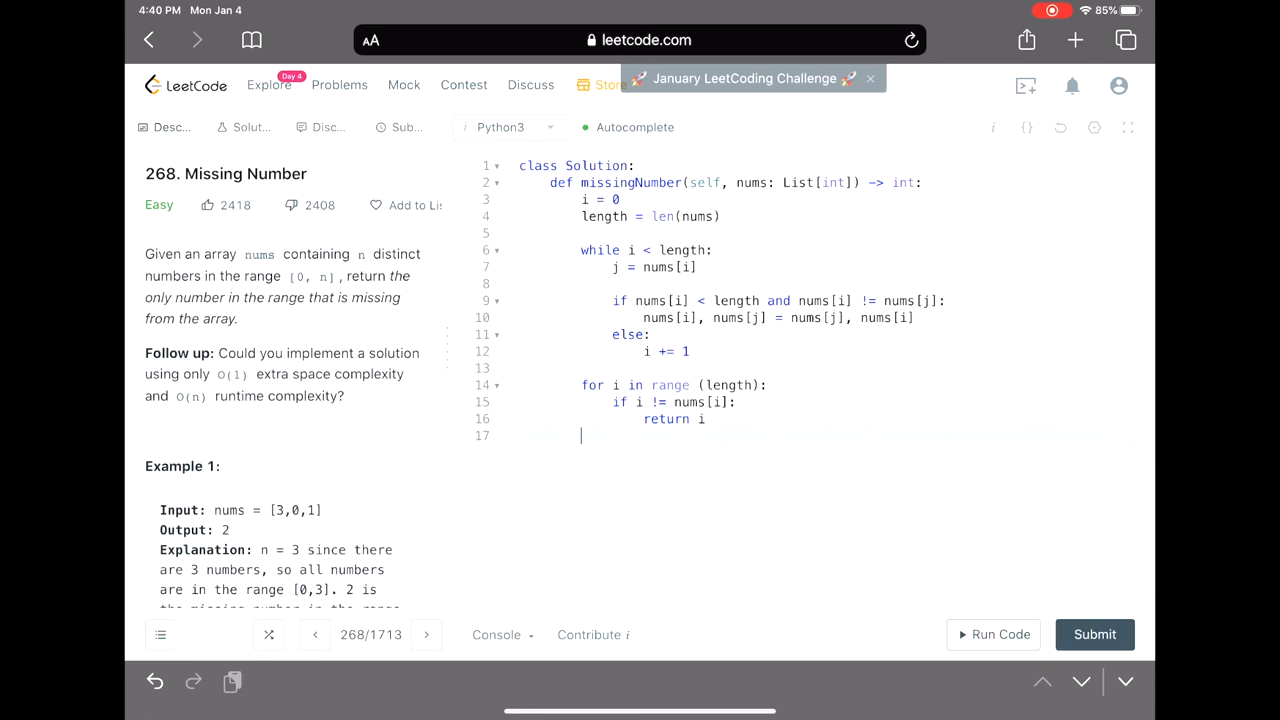 4:40 PM Mon Jan 4
85%
AA
leetcode.com
LeetCode
Explore
Day 4
Problems
Mock
Contest
Discuss
Store
🚀 January LeetCoding Challenge 🚀 ×
Desc...
Solut...
Disc...
Sub...
i Python3
Autocomplete
i
{}
268. Missing Number
Easy
2418
2408
Add to Lis
Given an array nums containing n distinct
numbers in the range [0, n], return the
only number in the range that is missing
from the array.
Follow up: Could you implement a solution
using only O(1) extra space complexity
and O(n) runtime complexity?
Example 1:
Input: nums = [3,0,1]
Output: 2
Explanation: n = 3 since there
are 3 numbers, so all numbers
are in the range [0,3]. 2 is
the missing number in the range
1 class Solution:
2 def missingNumber(self, nums: List[int]) -> int:
3 i = 0
4 length = len(nums)
5
6 while i < length:
7 j = nums[i]
8
9 if nums[i] < length and nums[i] != nums[j]:
10 nums[i], nums[j] = nums[j], nums[i]
11 else:
12 i += 1
13
14 for i in range (length):
15 if i != nums[i]:
16 return i
17
268/1713
Console
Contribute i
Run Code
Submit